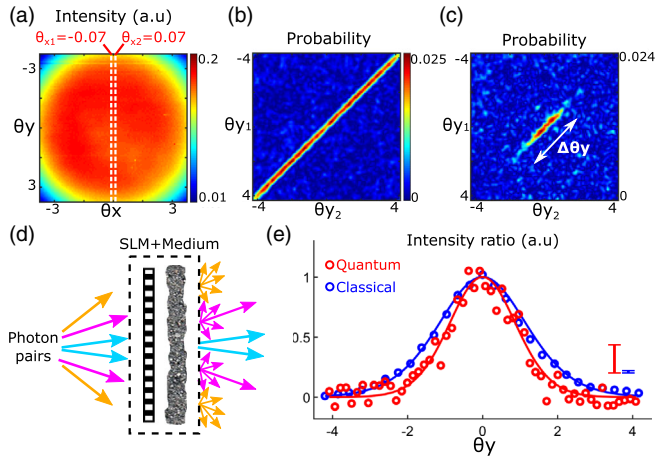 (a)
Intensity (a.u)
θx1=-0.07 θx2=0.07
-3
θy
3
-3 θx 3
0.2
0.01
(b)
Probability
-4
θy1
4
-4 θy2 4
0.025
0
(c)
Probability
-4
θy1
4
-4 θy2 4
Δθy
0.024
0
(d)
SLM+Medium
Photon
pairs
(e)
Intensity ratio (a.u)
Quantum
Classical
1
0.5
0
-4 -2 0 2 4
θy